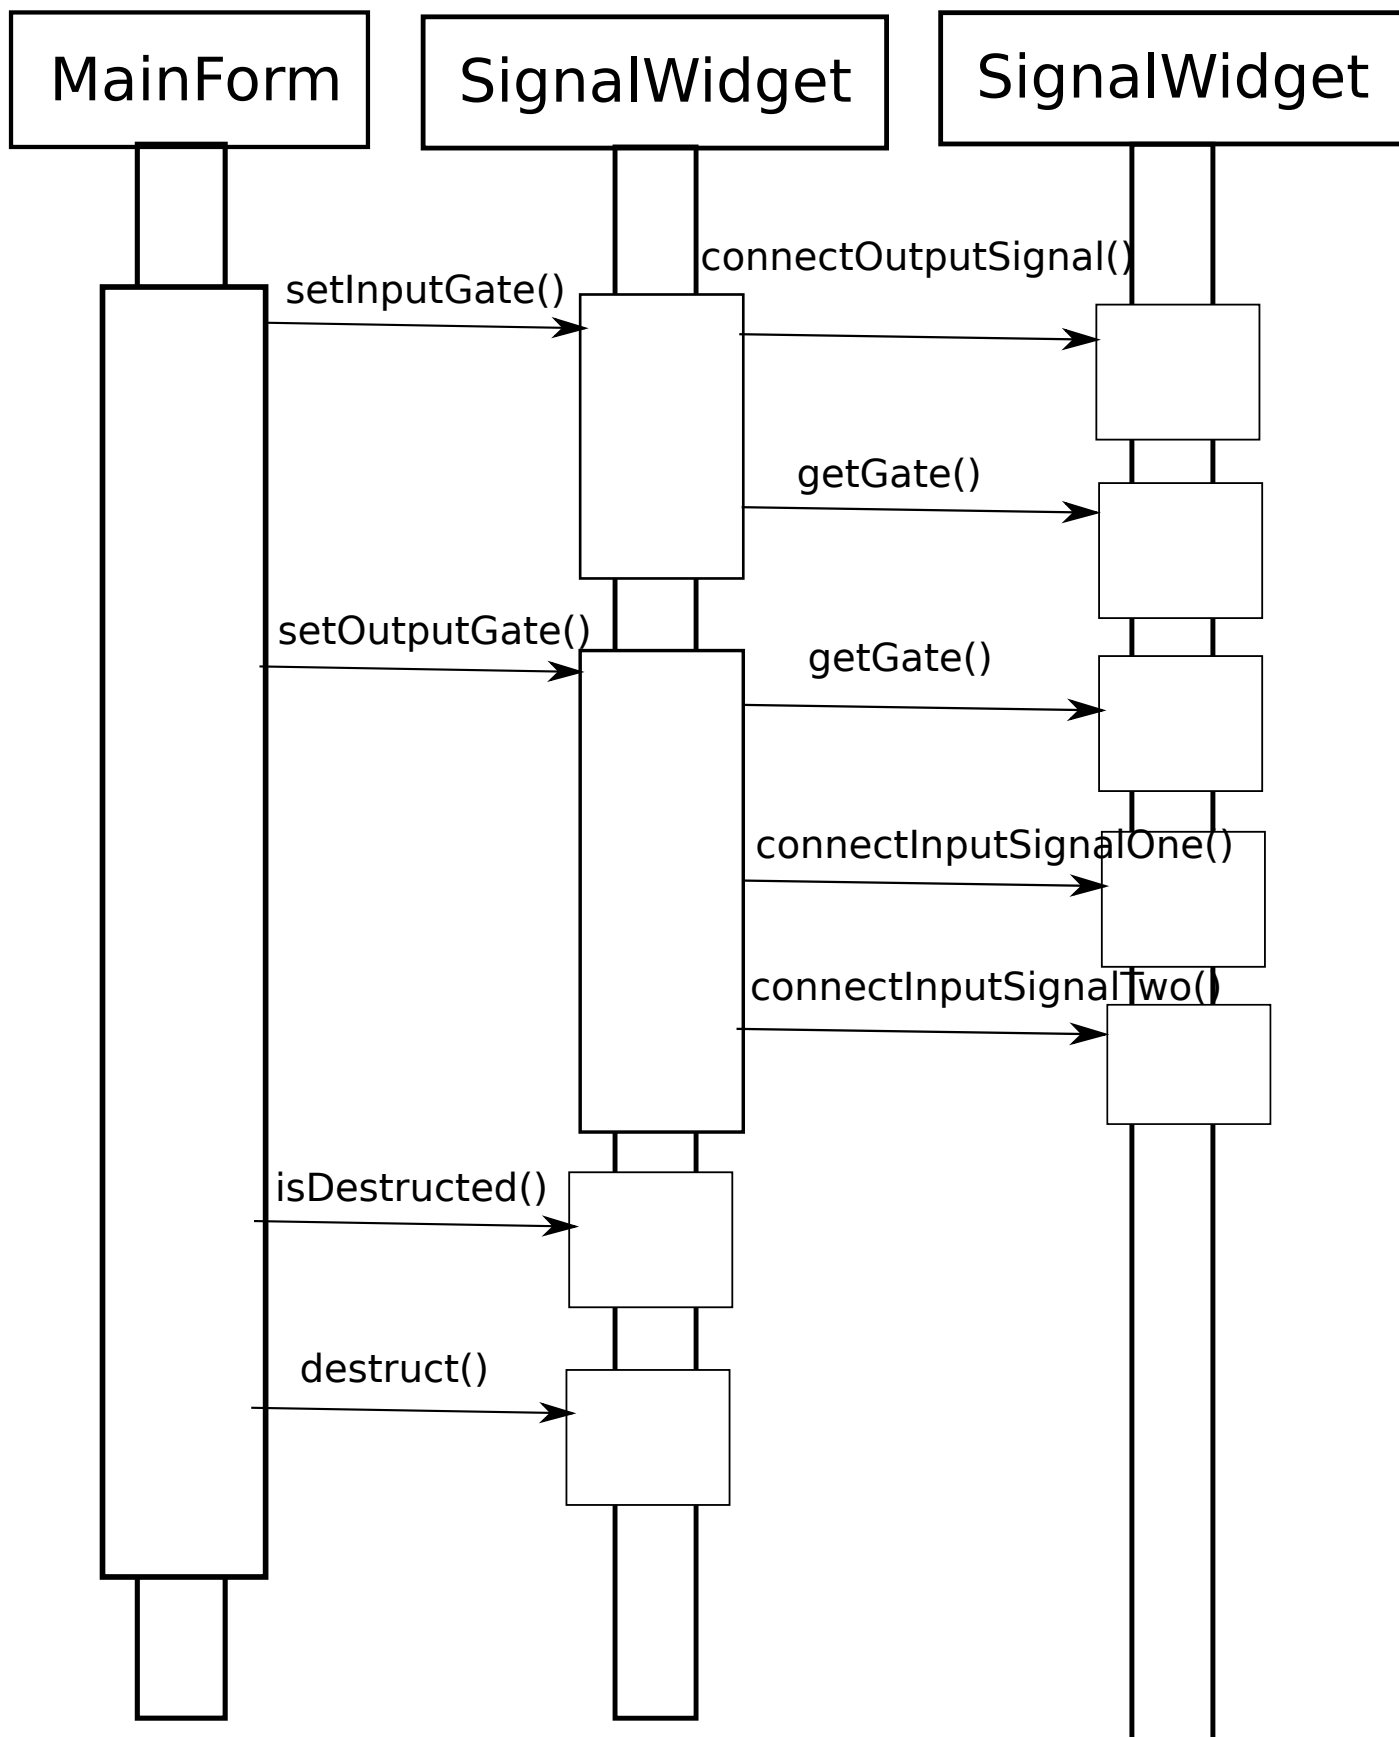 MainForm
SignalWidget
SignalWidget
connectOutputSignal()
setInputGate()
getGate()
setOutputGate()
getGate()
connectInputSignalOne()
connectInputSignalTwo()
isDestructed()
destruct()